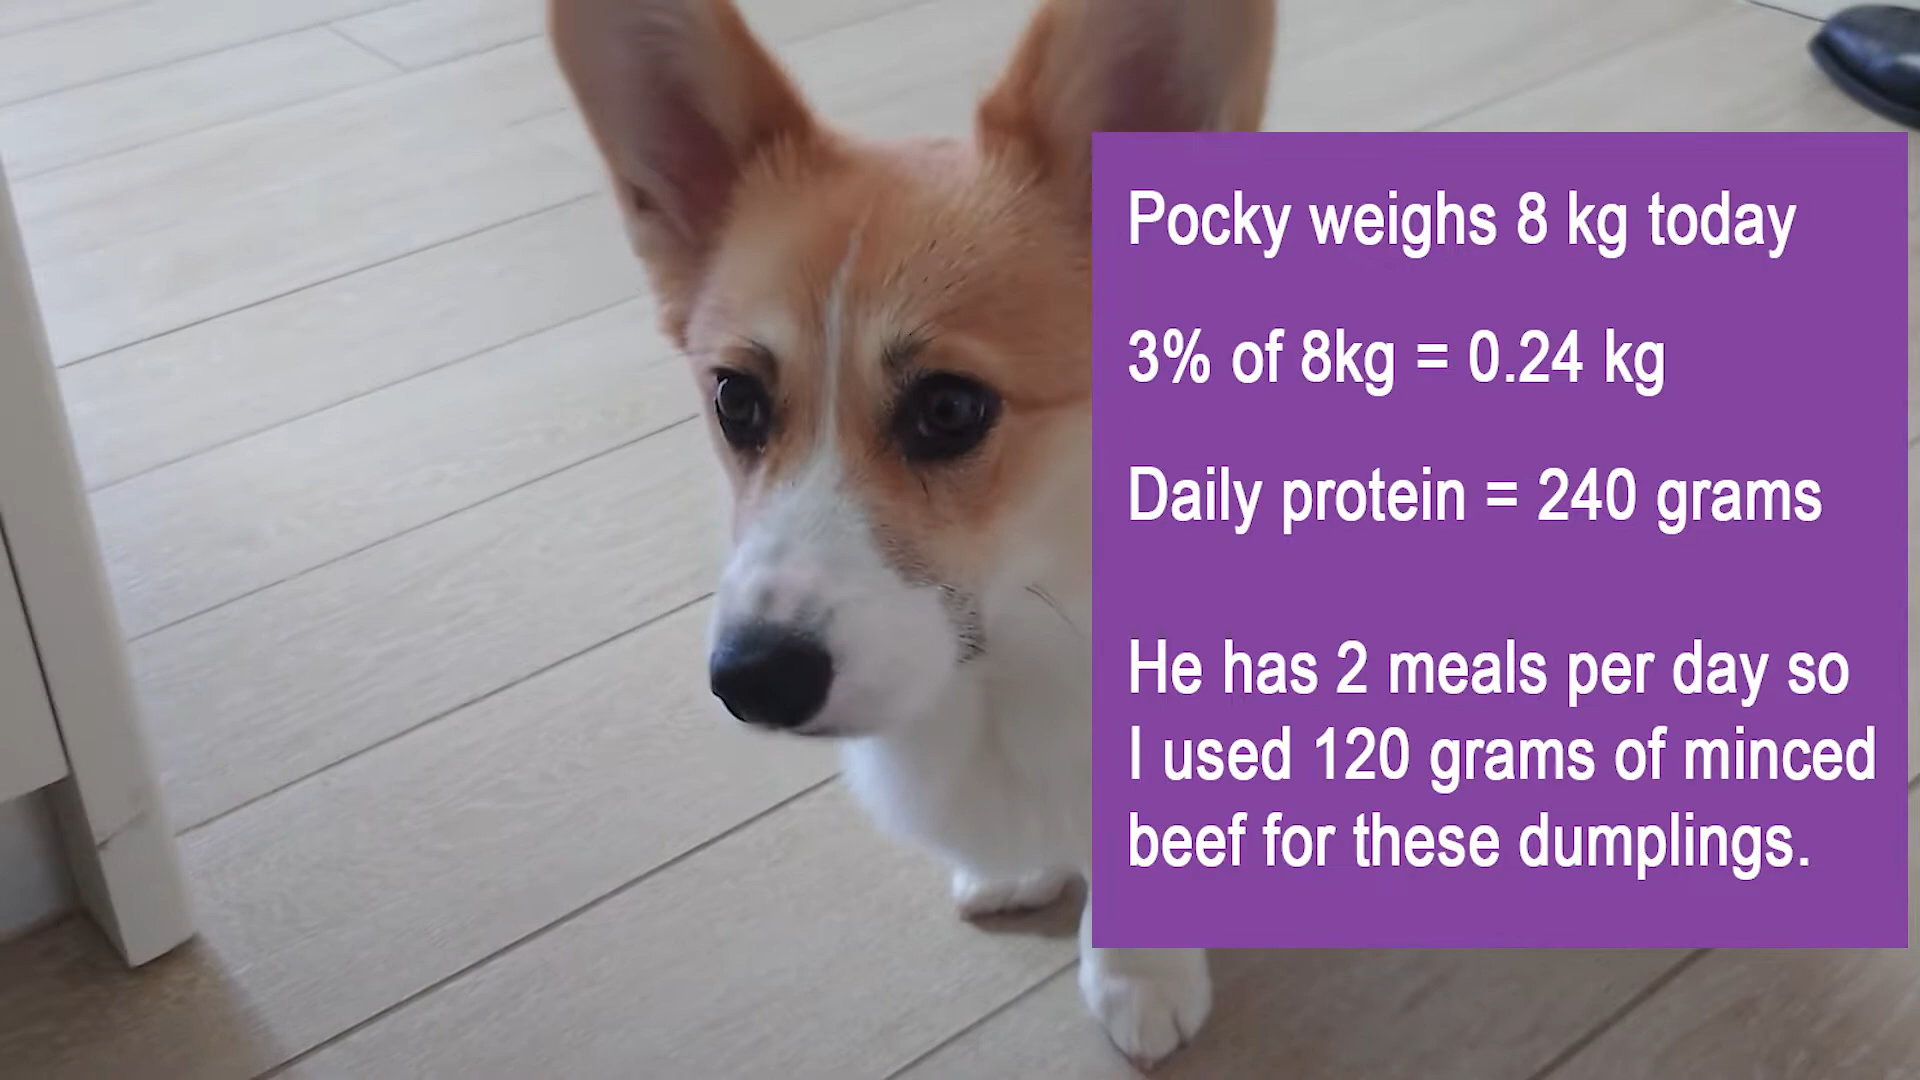 Pocky weighs 8 kg today
3% of 8kg = 0.24 kg
Daily protein = 240 grams
He has 2 meals per day so
I used 120 grams of minced
beef for these dumplings.